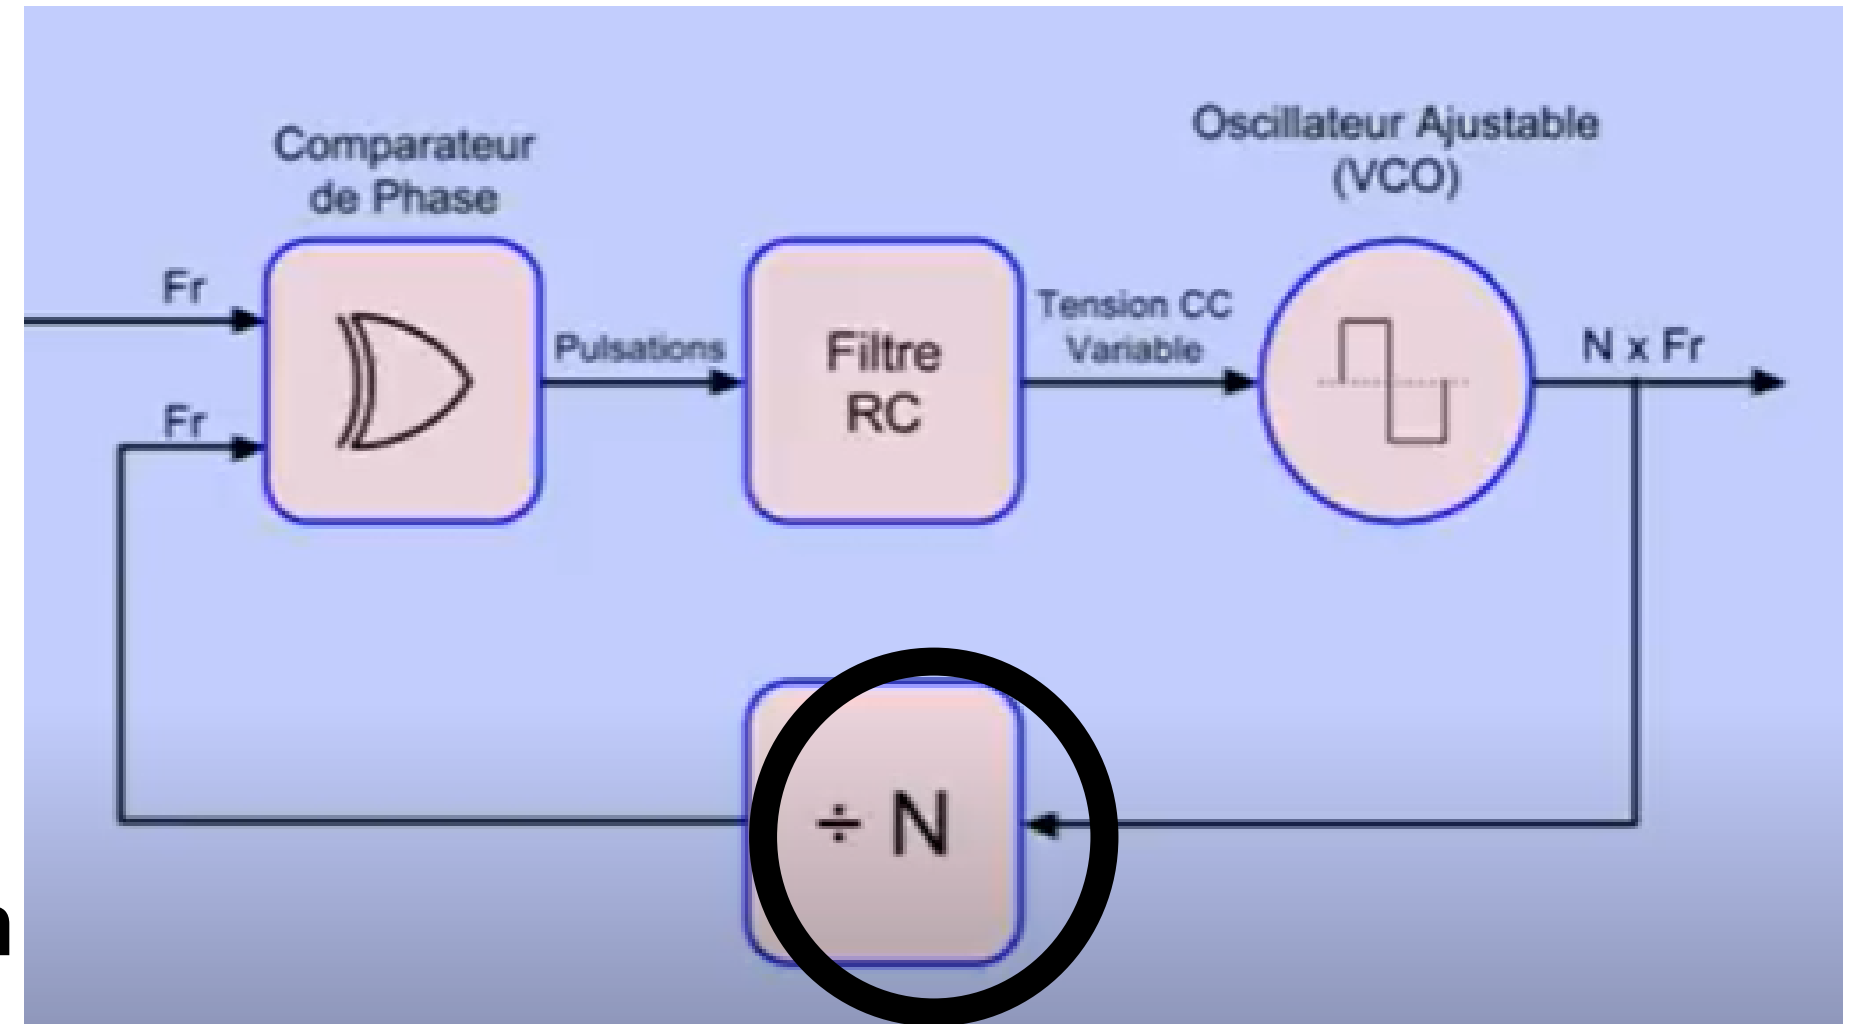 Comparateur
de Phase
Oscillateur Ajustable
(VCO)
Fr
Fr
Pulsations
Filtre
RC
Tension CC
Variable
N x Fr
÷ N